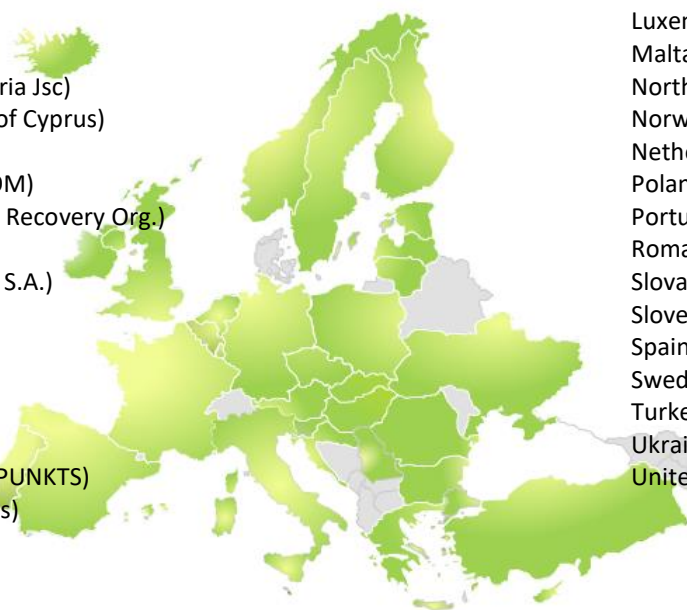 ria Jsc)
of Cyprus)
OM)
Recovery Org.)
S.A.)
PUNKTS)
s)
Luxer
Malta
North
Norw
Nethe
Polan
Portu
Roma
Slova
Slove
Spain
Swed
Turke
Ukrai
Unite